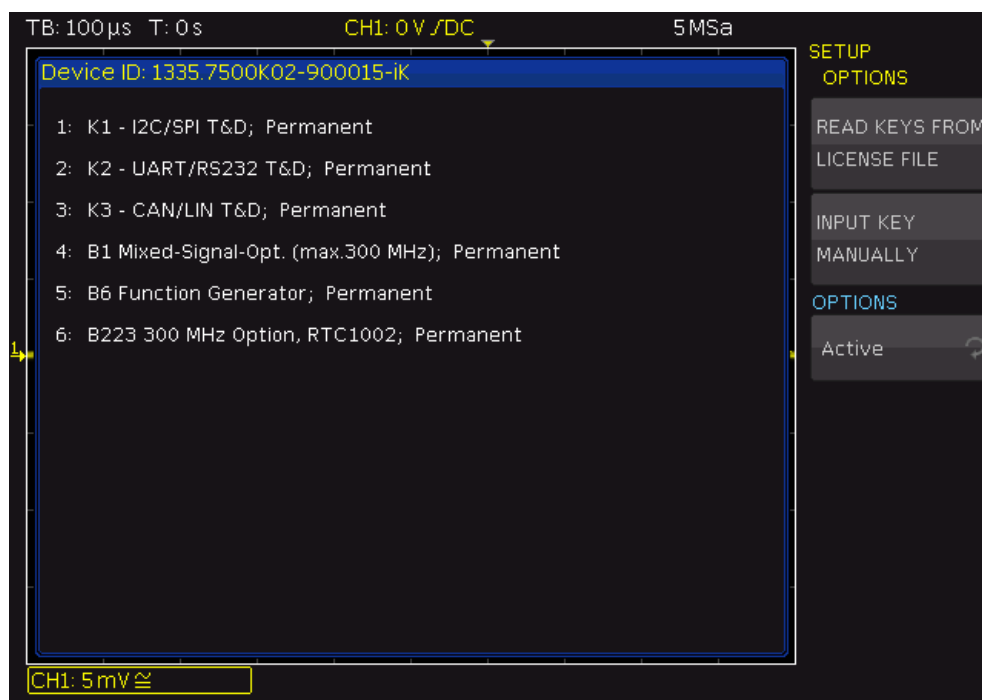 TB: 100µs T: 0s CH1: 0V /DC 5MSa
SETUP
OPTIONS
Device ID: 1335.7500K02-900015-iK
1: K1 - I2C/SPI T&D; Permanent
2: K2 - UART/RS232 T&D; Permanent
3: K3 - CAN/LIN T&D; Permanent
4: B1 Mixed-Signal-Opt. (max.300 MHz); Permanent
5: B6 Function Generator; Permanent
6: B223 300 MHz Option, RTC1002; Permanent
READ KEYS FROM
LICENSE FILE
INPUT KEY
MANUALLY
OPTIONS
Active
1
CH1: 5mV≅